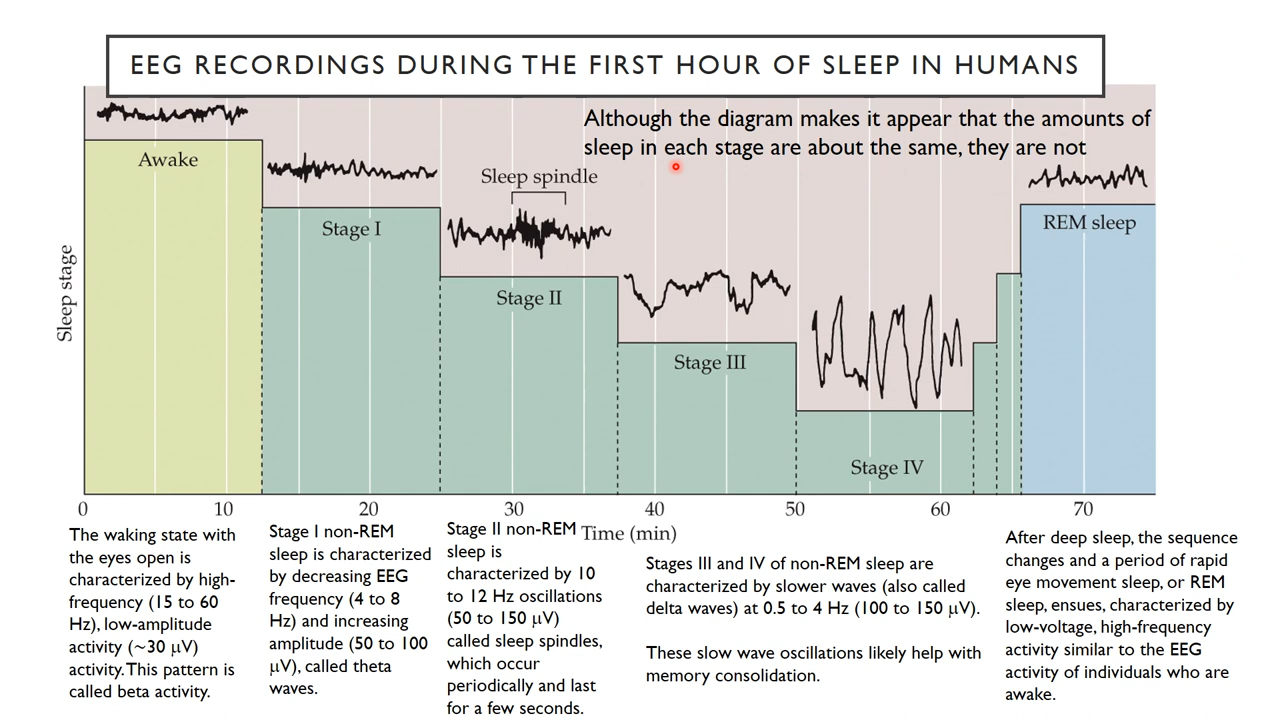 EEG RECORDINGS DURING THE FIRST HOUR OF SLEEP IN HUMANS
Although the diagram makes it appear that the amounts of
sleep in each stage are about the same, they are not
Awake
Stage I
Sleep spindle
Stage II
Stage III
Stage IV
REM sleep
Sleep stage
0 10 20 30 40 50 60 70
Time (min)
The waking state with
the eyes open is
characterized by high-
frequency (15 to 60
Hz), low-amplitude
activity (~30 µV)
activity. This pattern is
called beta activity.
Stage I non-REM
sleep is characterized
by decreasing EEG
frequency (4 to 8
Hz) and increasing
amplitude (50 to 100
µV), called theta
waves.
Stage II non-REM
sleep is
characterized by 10
to 12 Hz oscillations
(50 to 150 µV)
called sleep spindles,
which occur
periodically and last
for a few seconds.
Stages III and IV of non-REM sleep are
characterized by slower waves (also called
delta waves) at 0.5 to 4 Hz (100 to 150 µV).
These slow wave oscillations likely help with
memory consolidation.
After deep sleep, the sequence
changes and a period of rapid
eye movement sleep, or REM
sleep, ensues, characterized by
low-voltage, high-frequency
activity similar to the EEG
activity of individuals who are
awake.